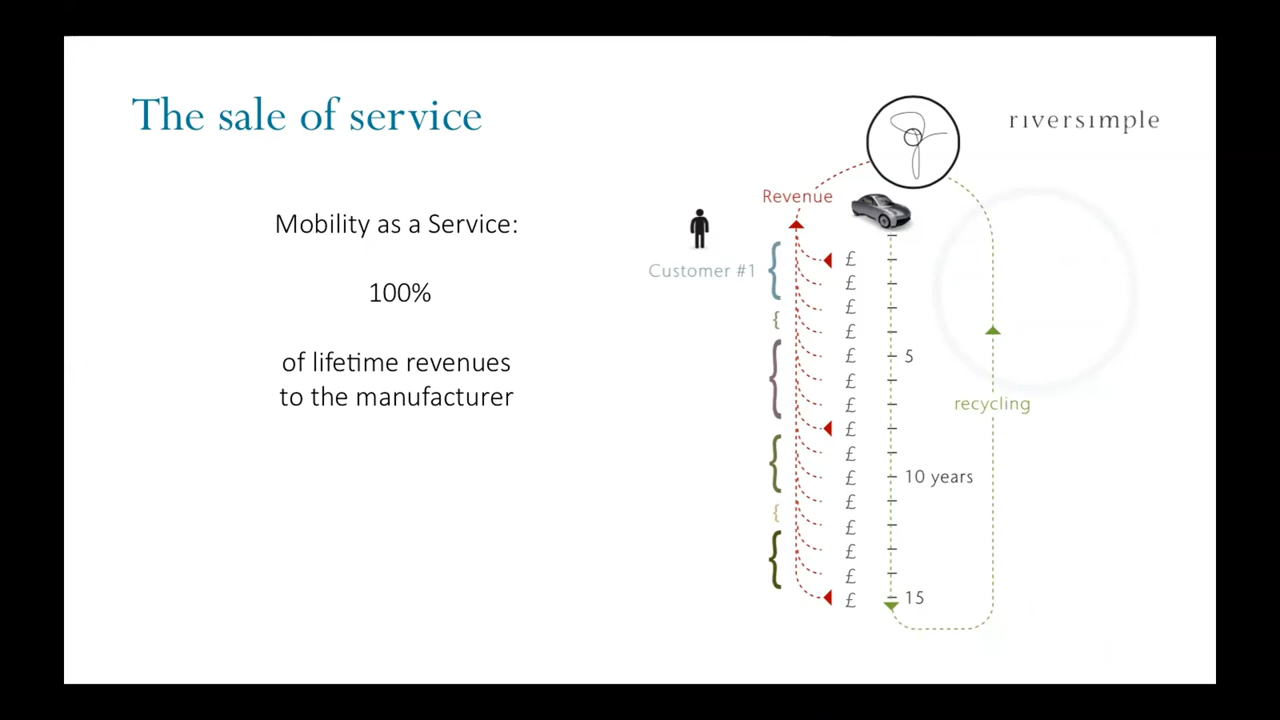 The sale of service
riversimple
Mobility as a Service:
100%
of lifetime revenues
to the manufacturer
Revenue
Customer #1
£
£
£
£
£ 5
£
£
£
£
£ 10 years
£
£
£
£
£ 15
recycling